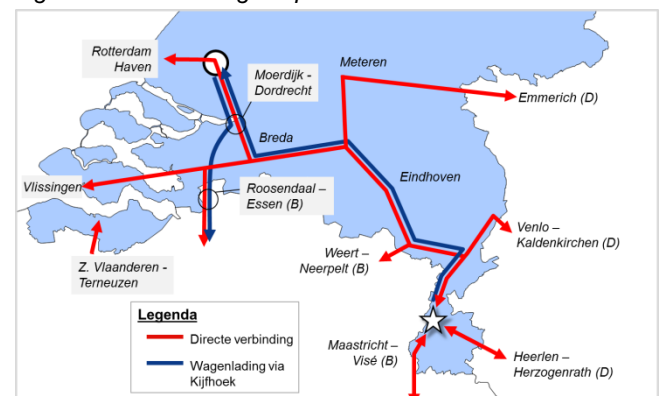 Rotterdam
Haven
Moerdijk -
Dordrecht
Meteren
Emmerich (D)
Breda
Eindhoven
Vlissingen
Roosendaal –
Essen (B)
Venlo –
Kaldenkirchen (D)
Weert –
Neerpelt (B)
Z. Vlaanderen -
Terneuzen
Legenda
Directe verbinding
Wagenlading via
Kijfhoek
Maastricht –
Visé (B)
Heerlen –
Herzogenrath (D)